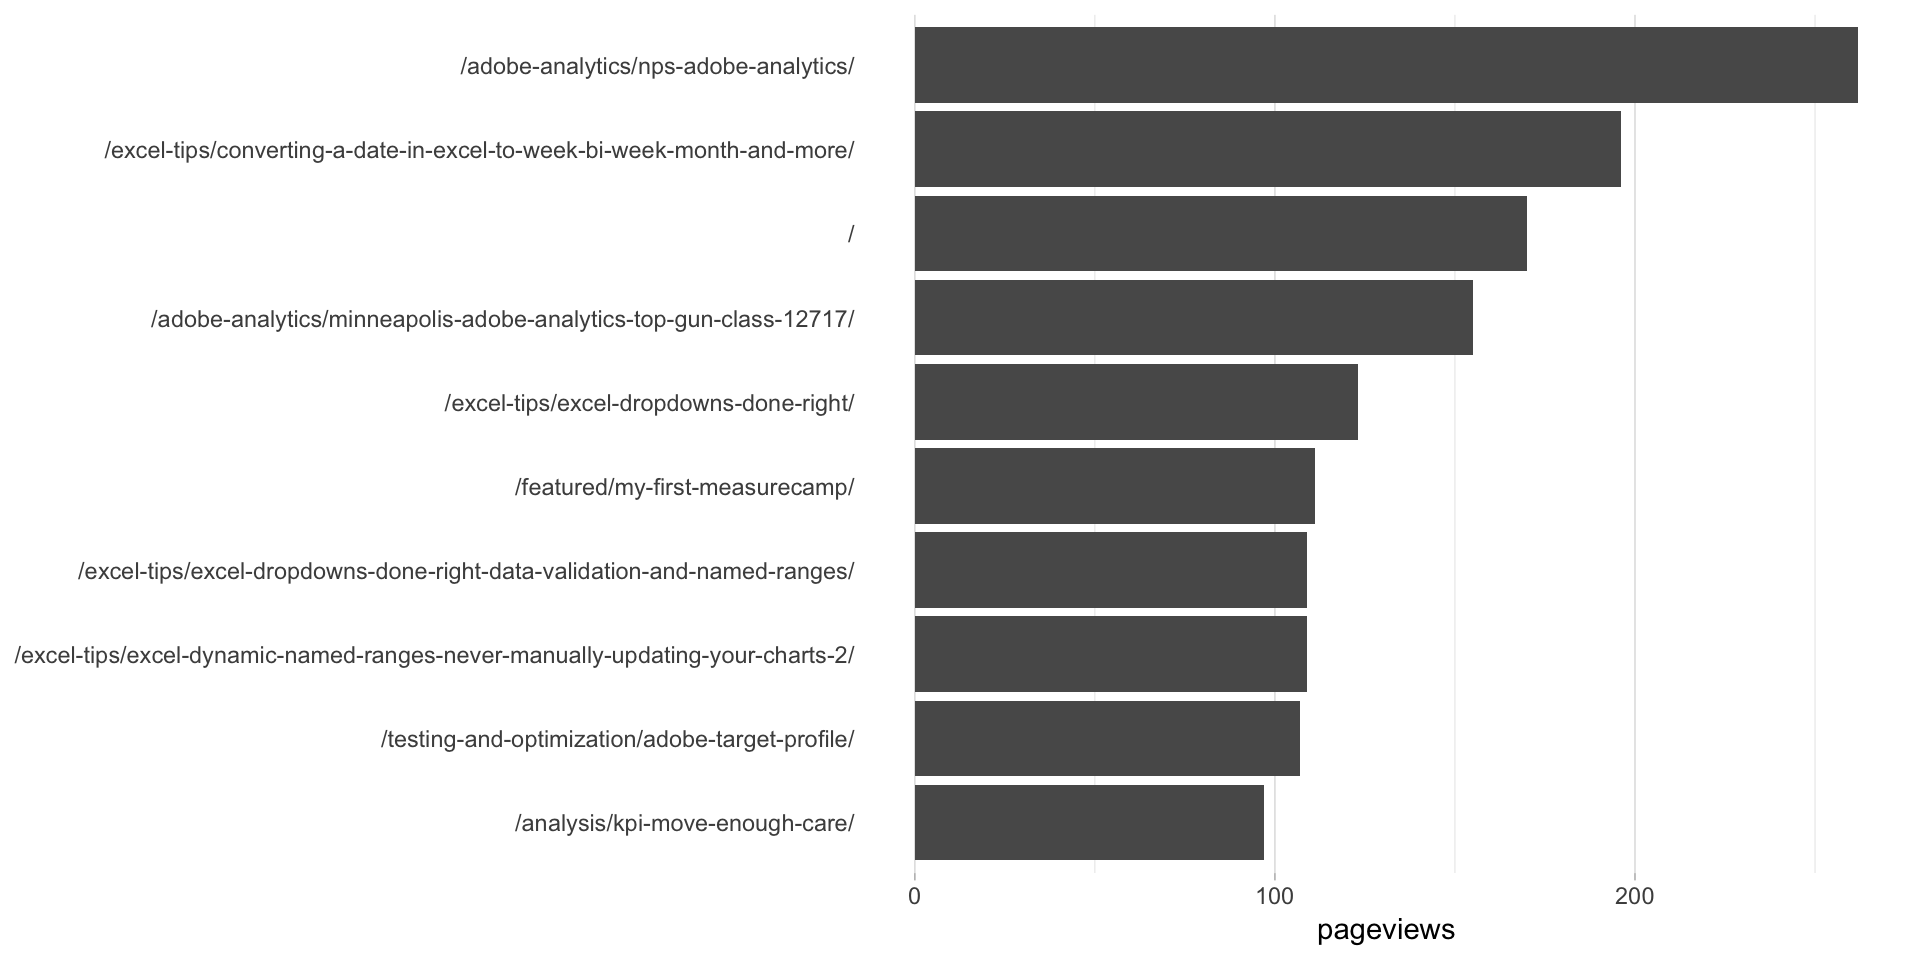 /adobe-analytics/nps-adobe-analytics/
/excel-tips/converting-a-date-in-excel-to-week-bi-week-month-and-more/
/
/adobe-analytics/minneapolis-adobe-analytics-top-gun-class-12717/
/excel-tips/excel-dropdowns-done-right/
/featured/my-first-measurecamp/
/excel-tips/excel-dropdowns-done-right-data-validation-and-named-ranges/
/excel-tips/excel-dynamic-named-ranges-never-manually-updating-your-charts-2/
/testing-and-optimization/adobe-target-profile/
/analysis/kpi-move-enough-care/
0 100 200
pageviews